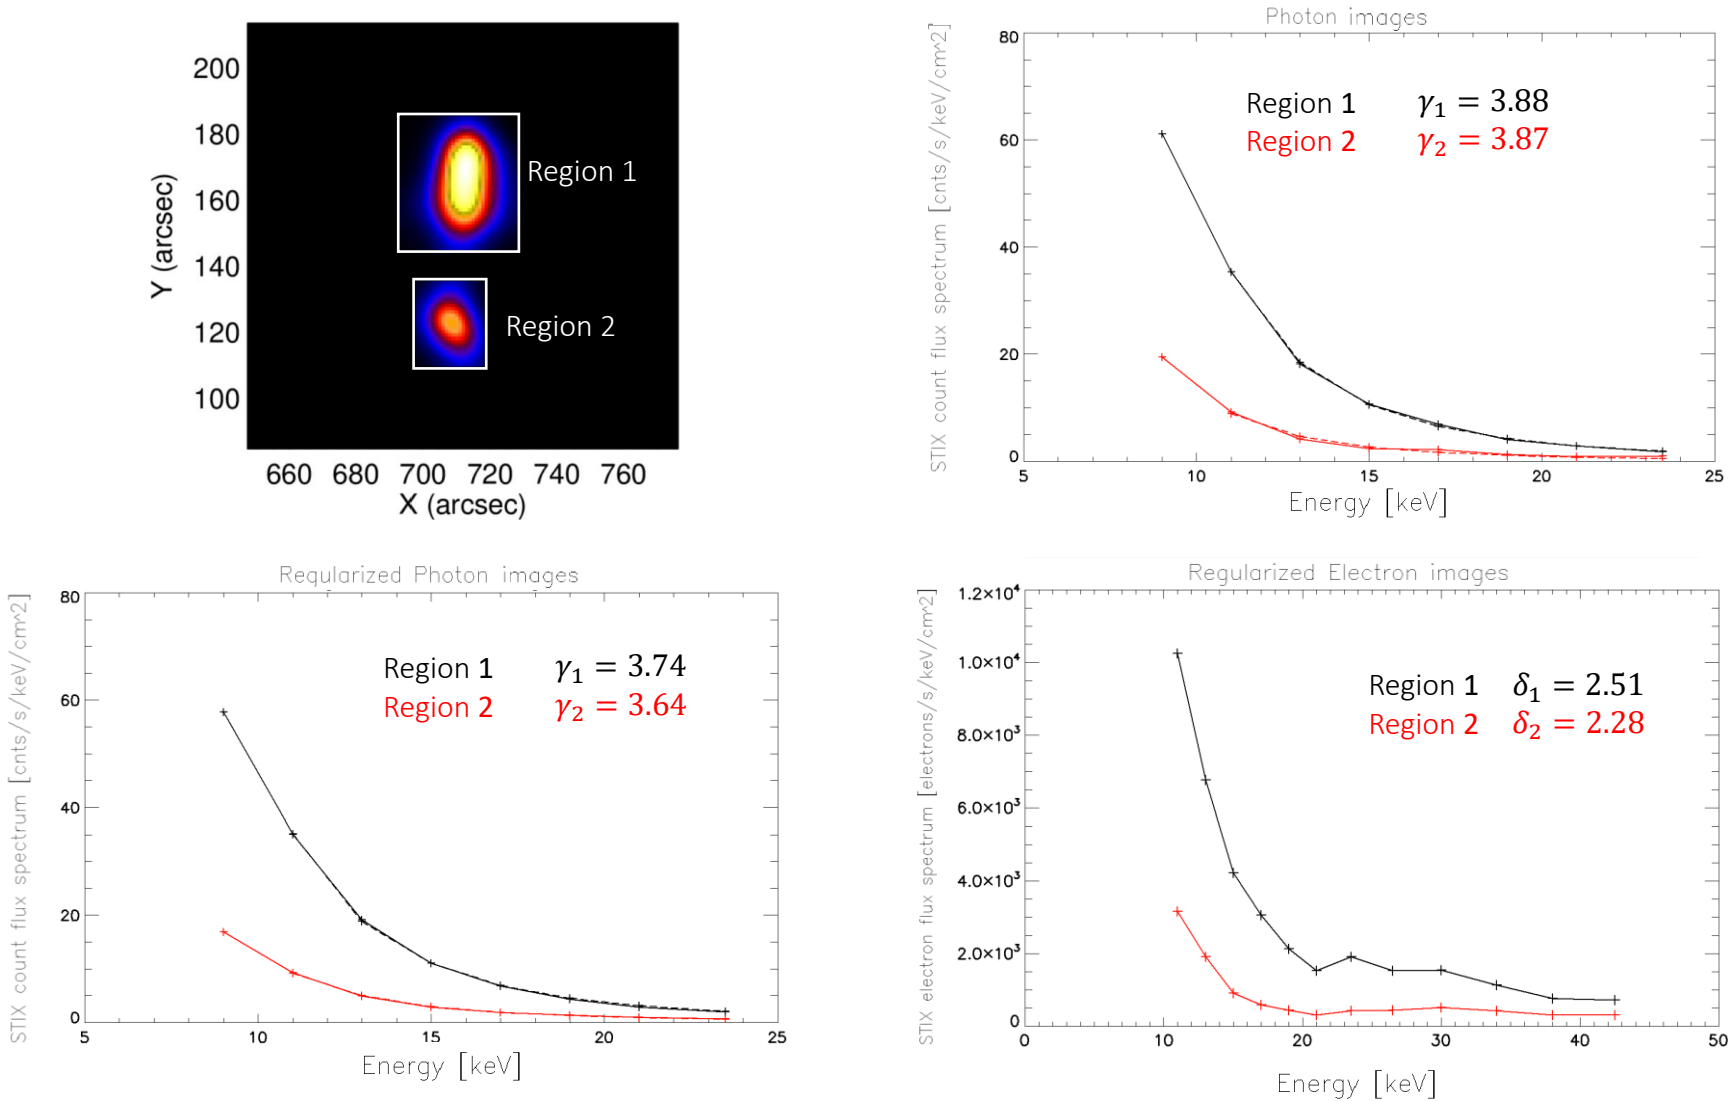 200
180
160
140
120
100
Y (arcsec)
Region 1
Region 2
660 680 700 720 740 760
X (arcsec)
Photon images
STIX count flux spectrum [cnts/s/keV/cm^2]
80
60
40
20
0
Region 1 γ₁ = 3.88
Region 2 γ₂ = 3.87
5 10 15 20 25
Energy [keV]
Regularized Photon images
STIX count flux spectrum [cnts/s/keV/cm^2]
80
60
40
20
0
Region 1 γ₁ = 3.74
Region 2 γ₂ = 3.64
5 10 15 20 25
Energy [keV]
Regularized Electron images
STIX electron flux spectrum [electrons/s/keV/cm^2]
1.2×10⁴
1.0×10⁴
8.0×10³
6.0×10³
4.0×10³
2.0×10³
0
Region 1 δ₁ = 2.51
Region 2 δ₂ = 2.28
0 10 20 30 40 50
Energy [keV]